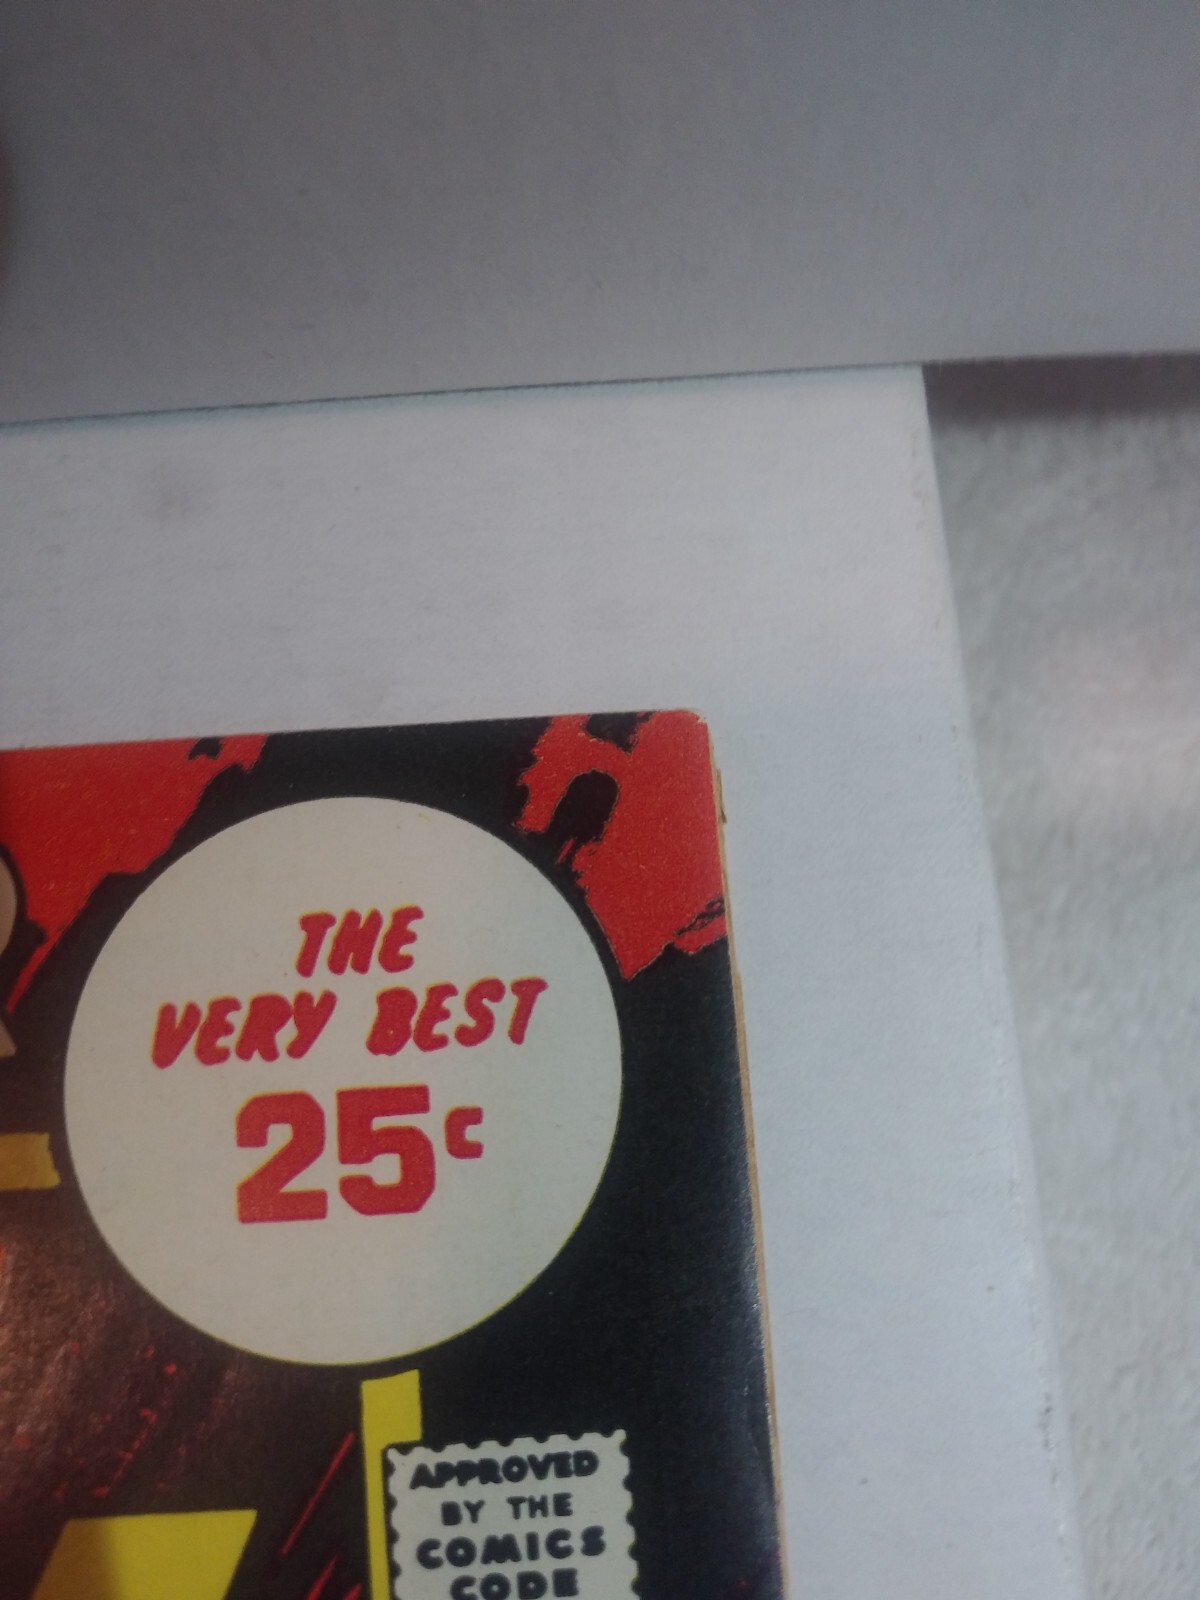 THE
VERY BEST
25¢
APPROVED
BY THE
COMICS
CODE